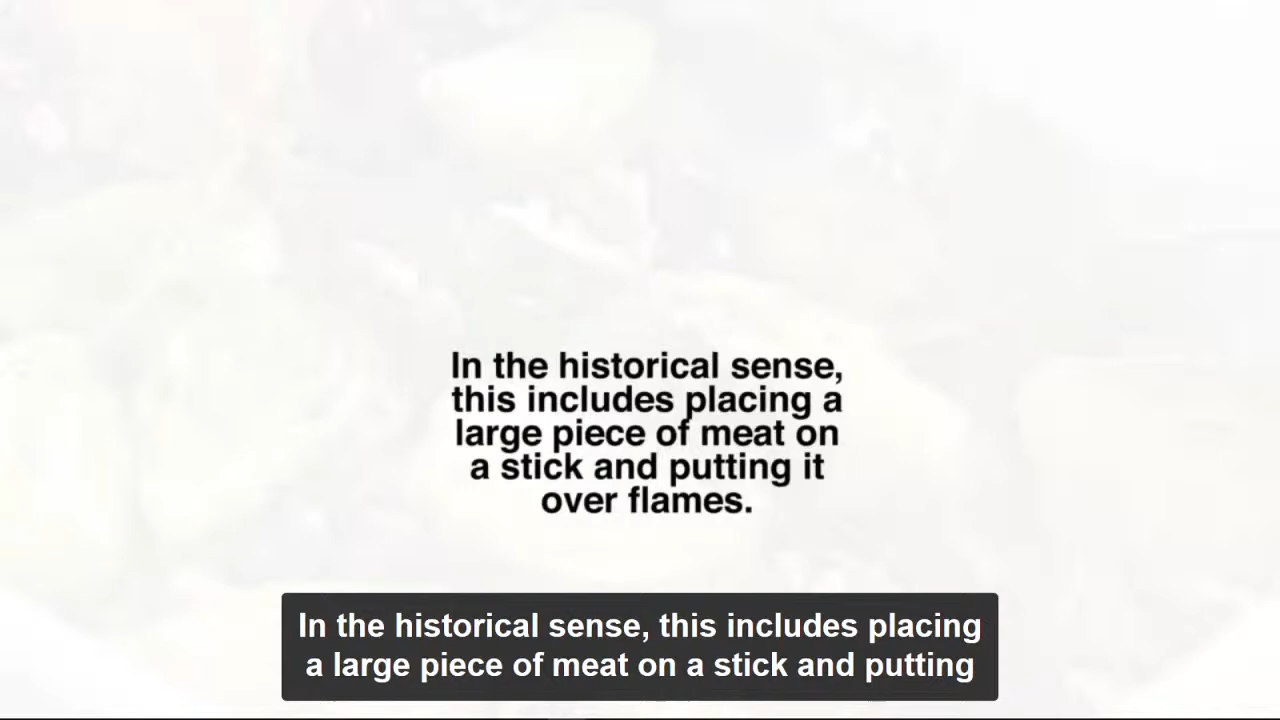 In the historical sense,
this includes placing a
large piece of meat on
a stick and putting it
over flames.
In the historical sense, this includes placing
a large piece of meat on a stick and putting